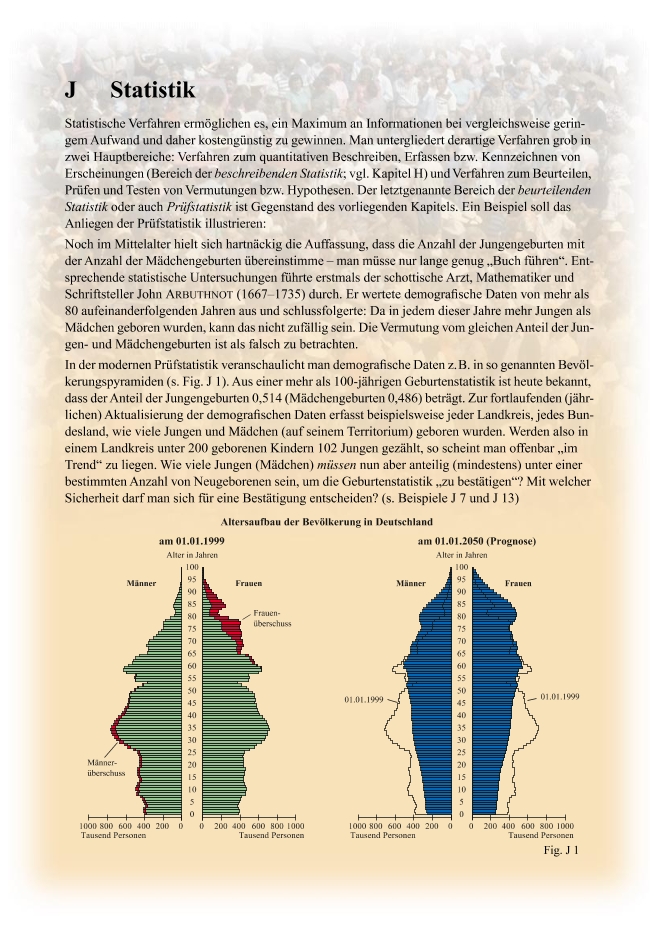 J Statistik
Statistische Verfahren ermöglichen es, ein Maximum an Informationen bei vergleichsweise gerin-
gem Aufwand und daher kostengünstig zu gewinnen. Man untergliedert derartige Verfahren grob in
zwei Hauptbereiche: Verfahren zum quantitativen Beschreiben, Erfassen bzw. Kennzeichnen von
Erscheinungen (Bereich der beschreibenden Statistik; vgl. Kapitel H) und Verfahren zum Beurteilen,
Prüfen und Testen von Vermutungen bzw. Hypothesen. Der letztgenannte Bereich der beurteilenden
Statistik oder auch Prüfstatistik ist Gegenstand des vorliegenden Kapitels. Ein Beispiel soll das
Anliegen der Prüfstatistik illustrieren:
Noch im Mittelalter hielt sich hartnäckig die Auffassung, dass die Anzahl der Jungengeburten mit
der Anzahl der Mädchengeburten übereinstimme – man müsse nur lange genug „Buch führen“. Ent-
sprechende statistische Untersuchungen führte erstmals der schottische Arzt, Mathematiker und
Schriftsteller John ARBUTHNOT (1667–1735) durch. Er wertete demografische Daten von mehr als
80 aufeinanderfolgenden Jahren aus und schlussfolgerte: Da in jedem dieser Jahre mehr Jungen als
Mädchen geboren wurden, kann das nicht zufällig sein. Die Vermutung vom gleichen Anteil der Jun-
gen- und Mädchengeburten ist als falsch zu betrachten.
In der modernen Prüfstatistik veranschaulicht man demografische Daten z.B. in so genannten Bevöl-
kerungspyramiden (s. Fig. J 1). Aus einer mehr als 100-jährigen Geburtenstatistik ist heute bekannt,
dass der Anteil der Jungengeburten 0,514 (Mädchengeburten 0,486) beträgt. Zur fortlaufenden (jähr-
lichen) Aktualisierung der demografischen Daten erfasst beispielsweise jeder Landkreis, jedes Bun-
desland, wie viele Jungen und Mädchen (auf seinem Territorium) geboren wurden. Werden also in
einem Landkreis unter 200 geborenen Kindern 102 Jungen gezählt, so scheint man offenbar „im
Trend“ zu liegen. Wie viele Jungen (Mädchen) müssen nun aber anteilig (mindestens) unter einer
bestimmten Anzahl von Neugeborenen sein, um die Geburtenstatistik „zu bestätigen“? Mit welcher
Sicherheit darf man sich für eine Bestätigung entscheiden? (s. Beispiele J 7 und J 13)
Altersaufbau der Bevölkerung in Deutschland
am 01.01.1999
Alter in Jahren
Männer
Frauen
100
95
90
85
80
75
70
65
60
55
50
45
40
35
30
25
20
15
10
5
0
Frauen-
überschuss
Männer-
überschuss
1000 800 600 400 200 0
0 200 400 600 800 1000
Tausend Personen
Tausend Personen
am 01.01.2050 (Prognose)
Alter in Jahren
Männer
Frauen
100
95
90
85
80
75
70
65
60
55
50
45
40
35
30
25
20
15
10
5
0
01.01.1999
01.01.1999
1000 800 600 400 200 0
0 200 400 600 800 1000
Tausend Personen
Tausend Personen
Fig. J 1